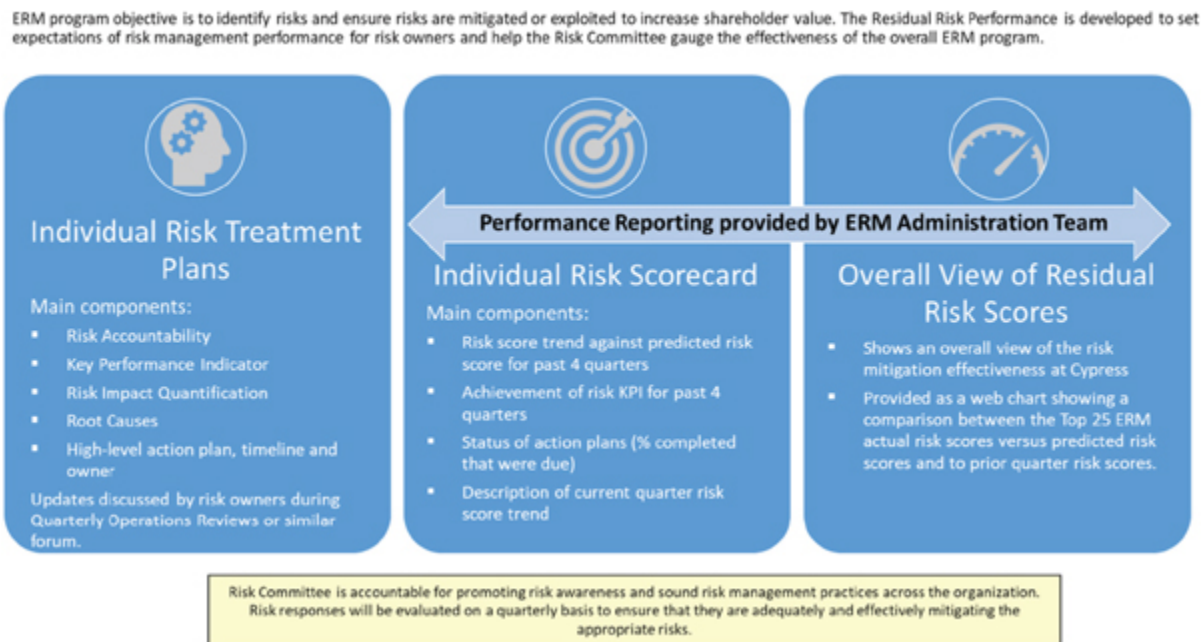 ERM program objective is to identify risks and ensure risks are mitigated or exploited to increase shareholder value. The Residual Risk Performance is developed to set
expectations of risk management performance for risk owners and help the Risk Committee gauge the effectiveness of the overall ERM program.
Individual Risk Treatment
Plans
Main components:
▪ Risk Accountability
▪ Key Performance Indicator
▪ Risk Impact Quantification
▪ Root Causes
▪ High-level action plan, timeline and
owner
Updates discussed by risk owners during
Quarterly Operations Reviews or similar
forum.
Performance Reporting provided by ERM Administration Team
Individual Risk Scorecard
Main components:
▪ Risk score trend against predicted risk
score for past 4 quarters
▪ Achievement of risk KPI for past 4
quarters
▪ Status of action plans (% completed
that were due)
▪ Description of current quarter risk
score trend
Overall View of Residual
Risk Scores
▪ Shows an overall view of the risk
mitigation effectiveness at Cypress
▪ Provided as a web chart showing a
comparison between the Top 25 ERM
actual risk scores versus predicted risk
scores and to prior quarter risk scores.
Risk Committee is accountable for promoting risk awareness and sound risk management practices across the organization.
Risk responses will be evaluated on a quarterly basis to ensure that they are adequately and effectively mitigating the
appropriate risks.